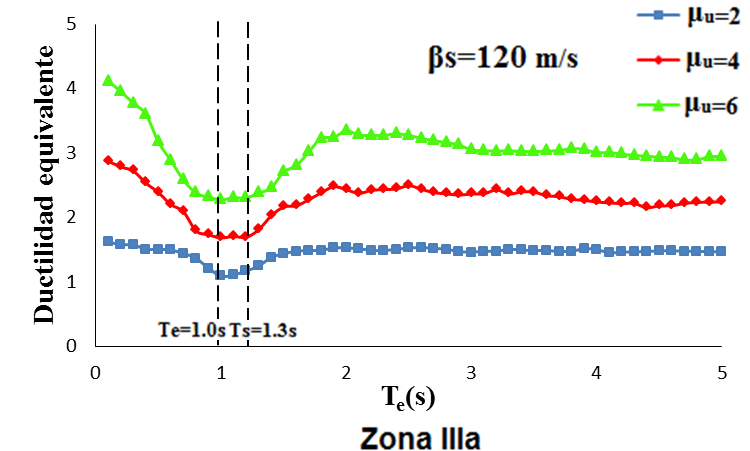 5
4
3
2
1
0
Ductilidad equivalente
μu=2
μu=4
μu=6
βs=120 m/s
Te=1.0s Ts=1.3s
0 1 2 3 4 5
Te(s)
Zona IIIa